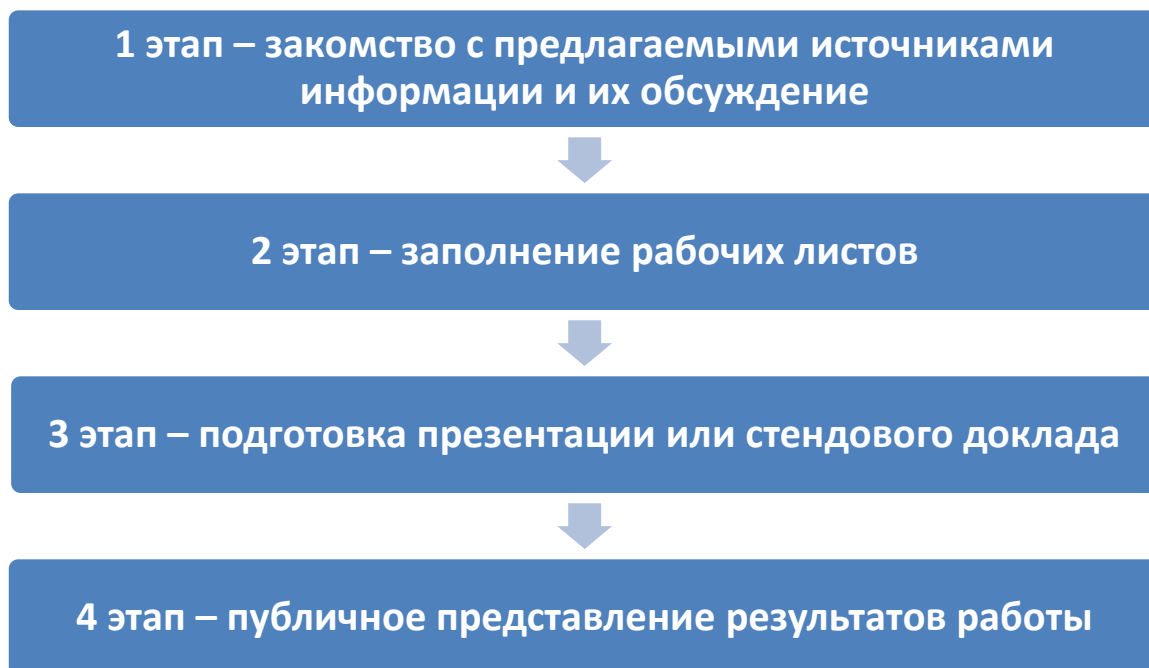 1 этап – закомство с предлагаемыми источниками
информации и их обсуждение
2 этап – заполнение рабочих листов
3 этап – подготовка презентации или стендового доклада
4 этап – публичное представление результатов работы